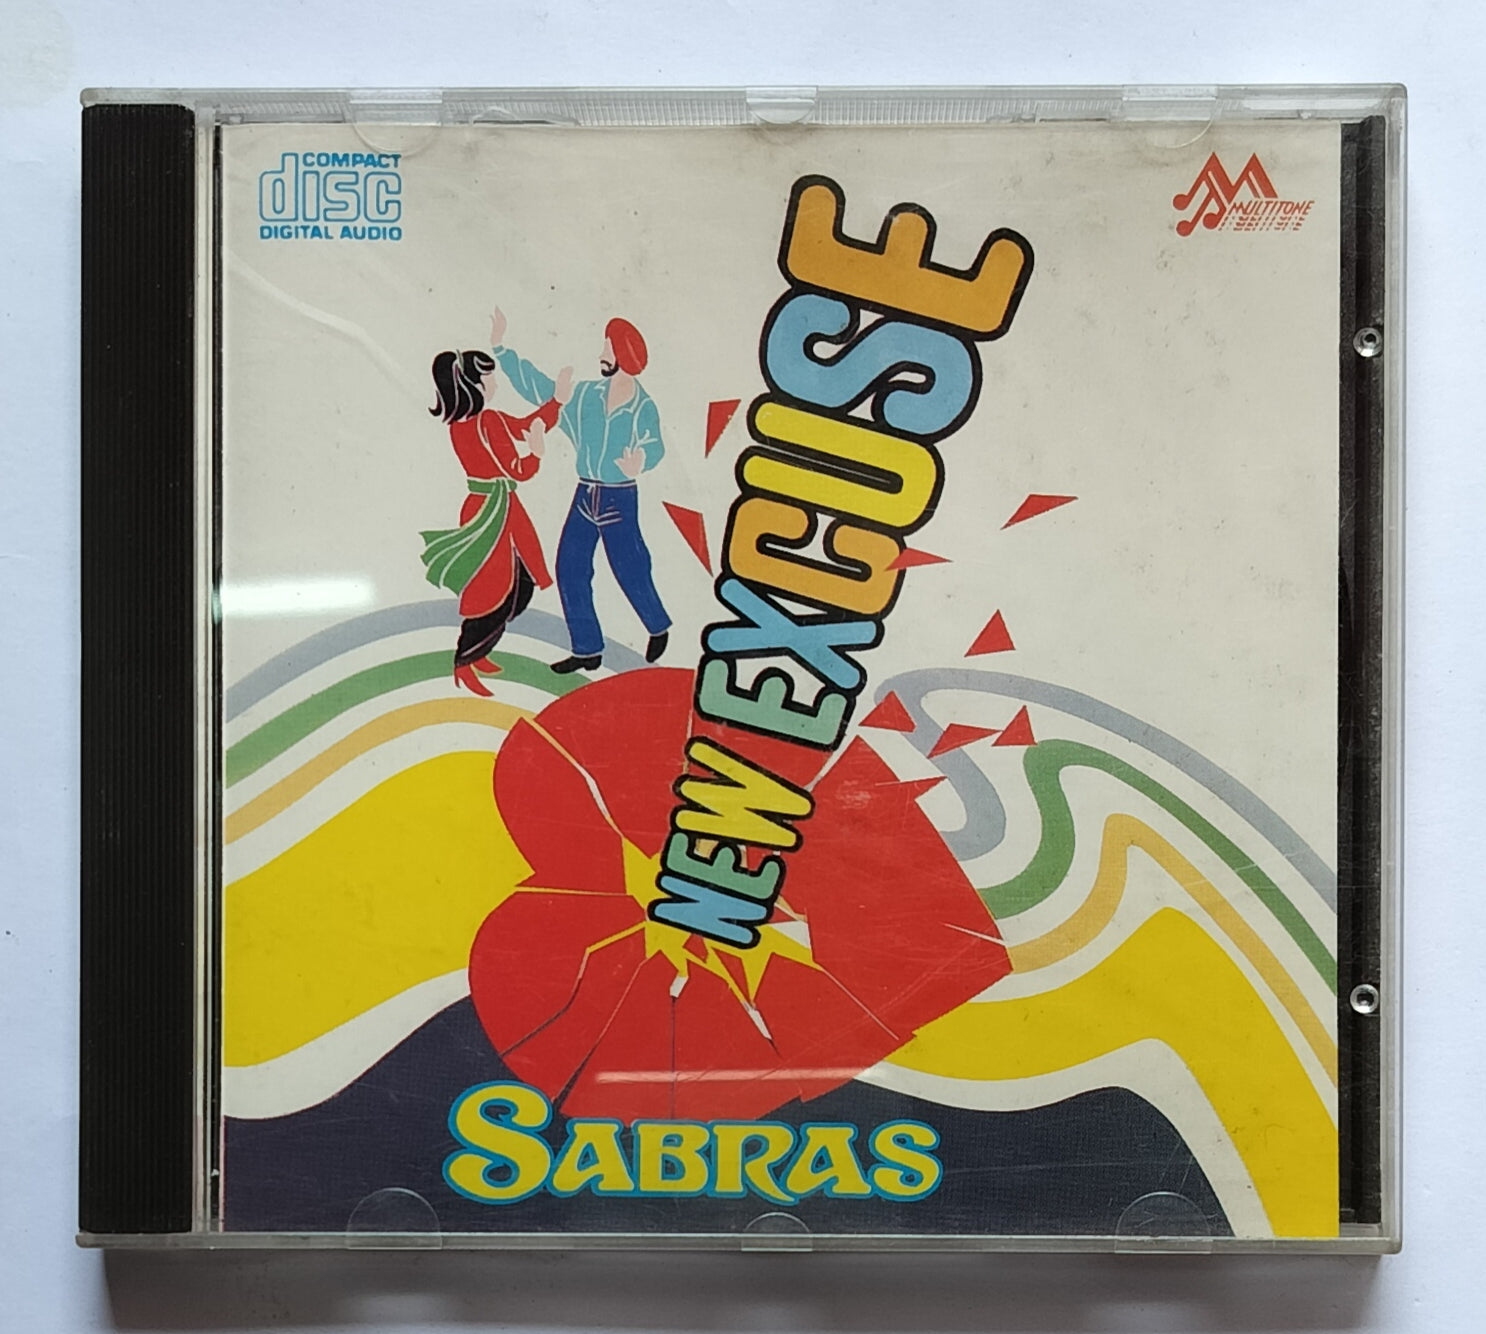 COMPACT
disc
DIGITAL AUDIO
MULTITONE
NEW EXCUSE
SABRAS